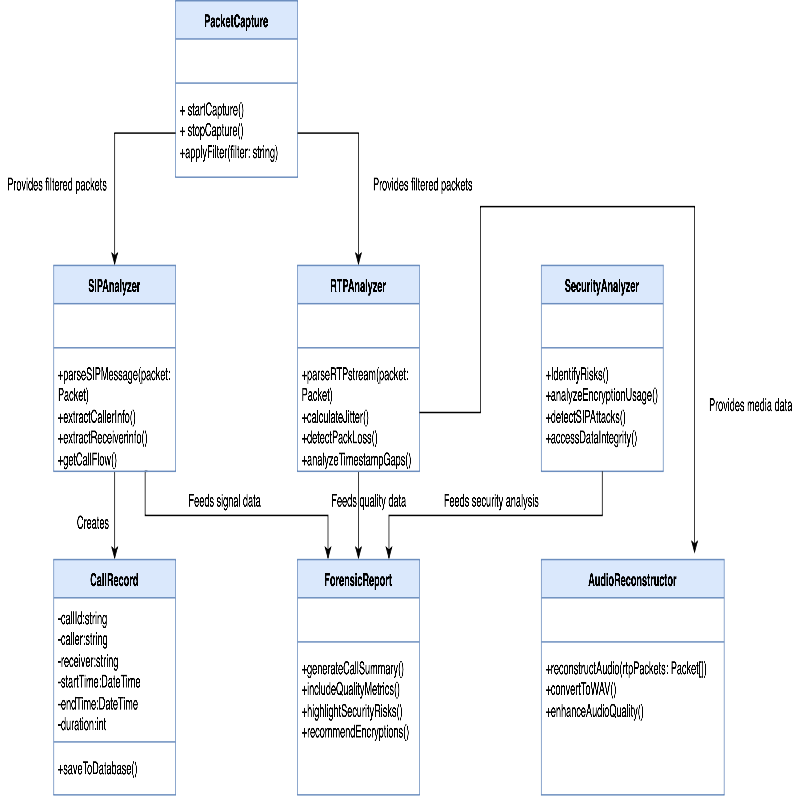 PacketCapture
+ startCapture()
+ stopCapture()
+applyFilter(filter: string)
Provides filtered packets
Provides filtered packets
SIPAnalyzer
+parseSIPMessage(packet:
Packet)
+extractCallerInfo()
+extractReceiverinfo()
+getCallFlow()
RTPAnalyzer
+parseRTPstream(packet:
Packet)
+calculateJitter()
+detectPackLoss()
+analyzeTimestampGaps()
SecurityAnalyzer
+IdentifyRisks()
+analyzeEncryptionUsage()
+detectSIPAttacks()
+accessDataIntegrity()
Provides media data
Creates
Feeds signal data
Feeds quality data
Feeds security analysis
CallRecord
-callId:string
-caller:string
-receiver:string
-startTime:DateTime
-endTime:DateTime
-duration:int
+saveToDatabase()
ForensicReport
+generateCallSummary()
+includeQualityMetrics()
+highlightSecurityRisks()
+recommendEncryptions()
AudioReconstructor
+reconstructAudio(rtpPackets: Packet[])
+convertToWAV()
+enhanceAudioQuality()